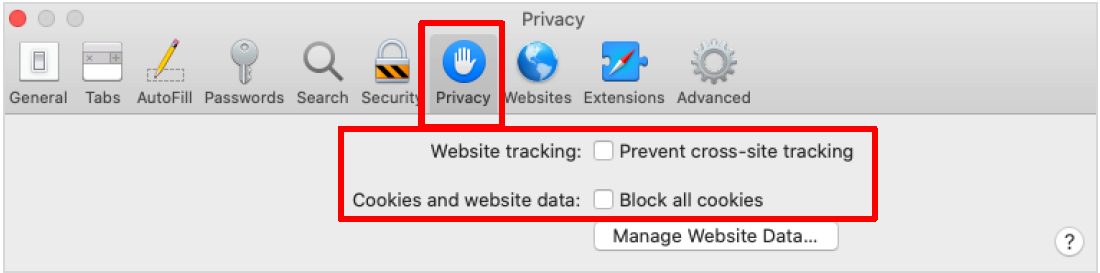 Privacy
General Tabs AutoFill Passwords Search Security Privacy Websites Extensions Advanced
Website tracking: Prevent cross-site tracking
Cookies and website data: Block all cookies
Manage Website Data...
?